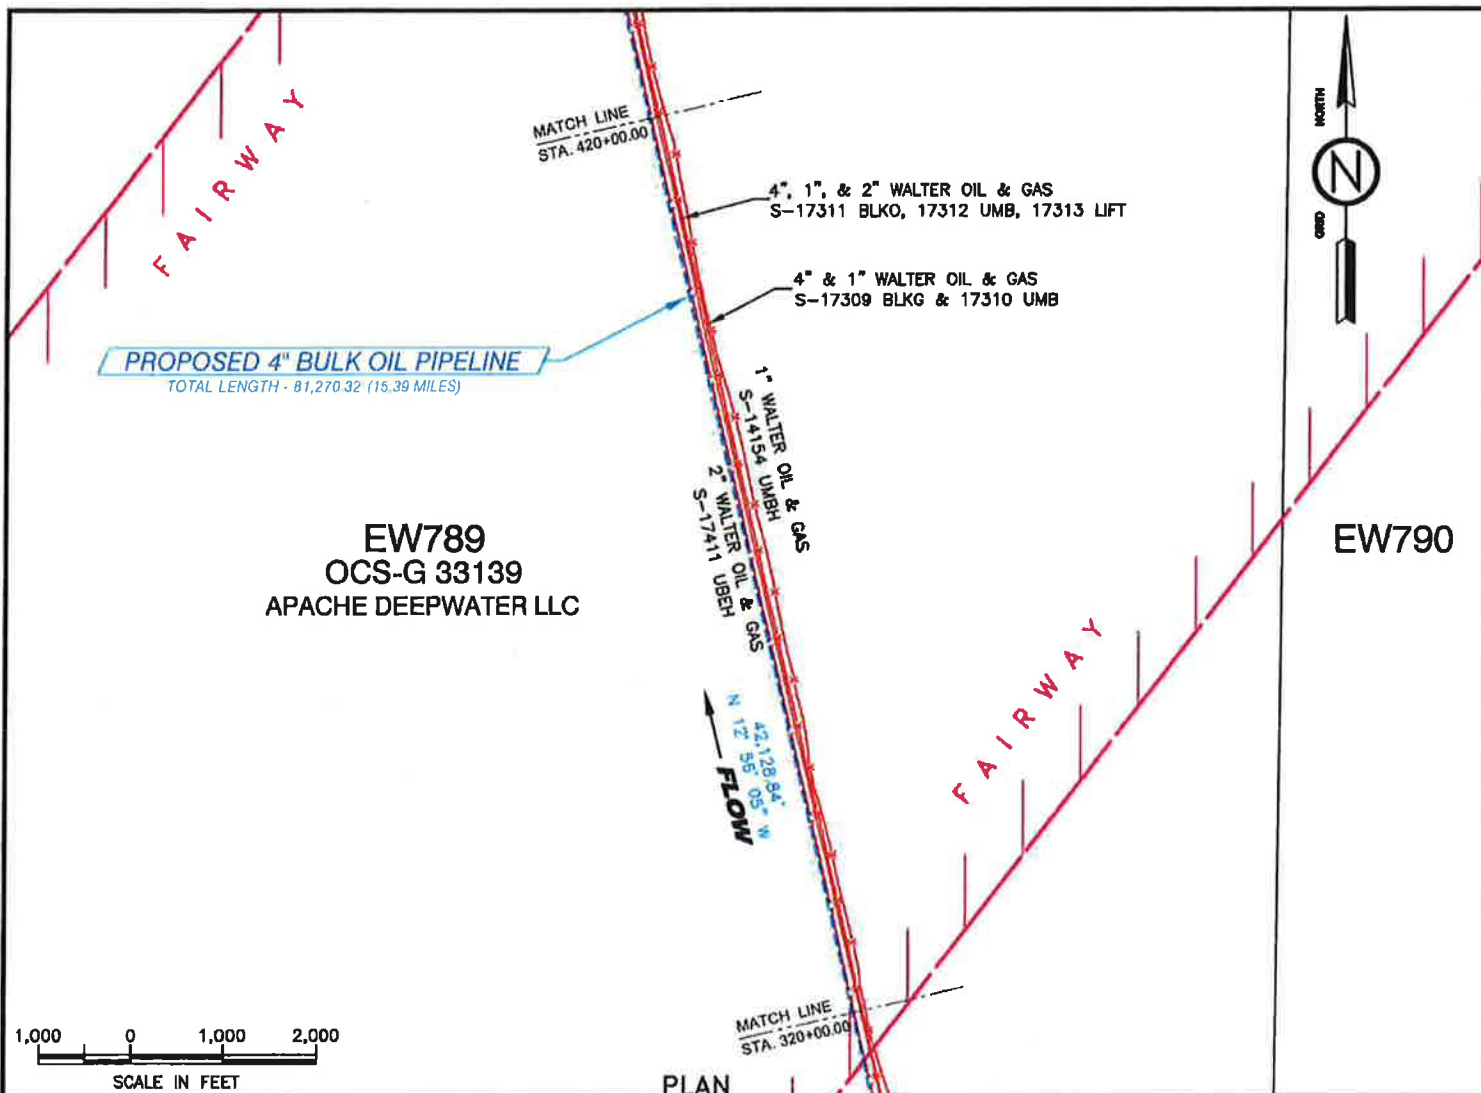 FAIRWAY
MATCH LINE
STA. 420+00.00
NORTH
N
GRID
4", 1", & 2" WALTER OIL & GAS
S-17311 BLKO, 17312 UMB, 17313 LIFT
4" & 1" WALTER OIL & GAS
S-17309 BLKG & 17310 UMB
PROPOSED 4" BULK OIL PIPELINE
TOTAL LENGTH - 81,270.32 (15.39 MILES)
1" WALTER OIL & GAS
S-14154 UMBH
2" WALTER OIL & GAS
S-17411 UBEH
EW789
OCS-G 33139
APACHE DEEPWATER LLC
EW790
FAIRWAY
42,128.84'
N 12° 56' 05" W
FLOW
MATCH LINE
STA. 320+00.00
1,000 0 1,000 2,000
SCALE IN FEET
PLAN